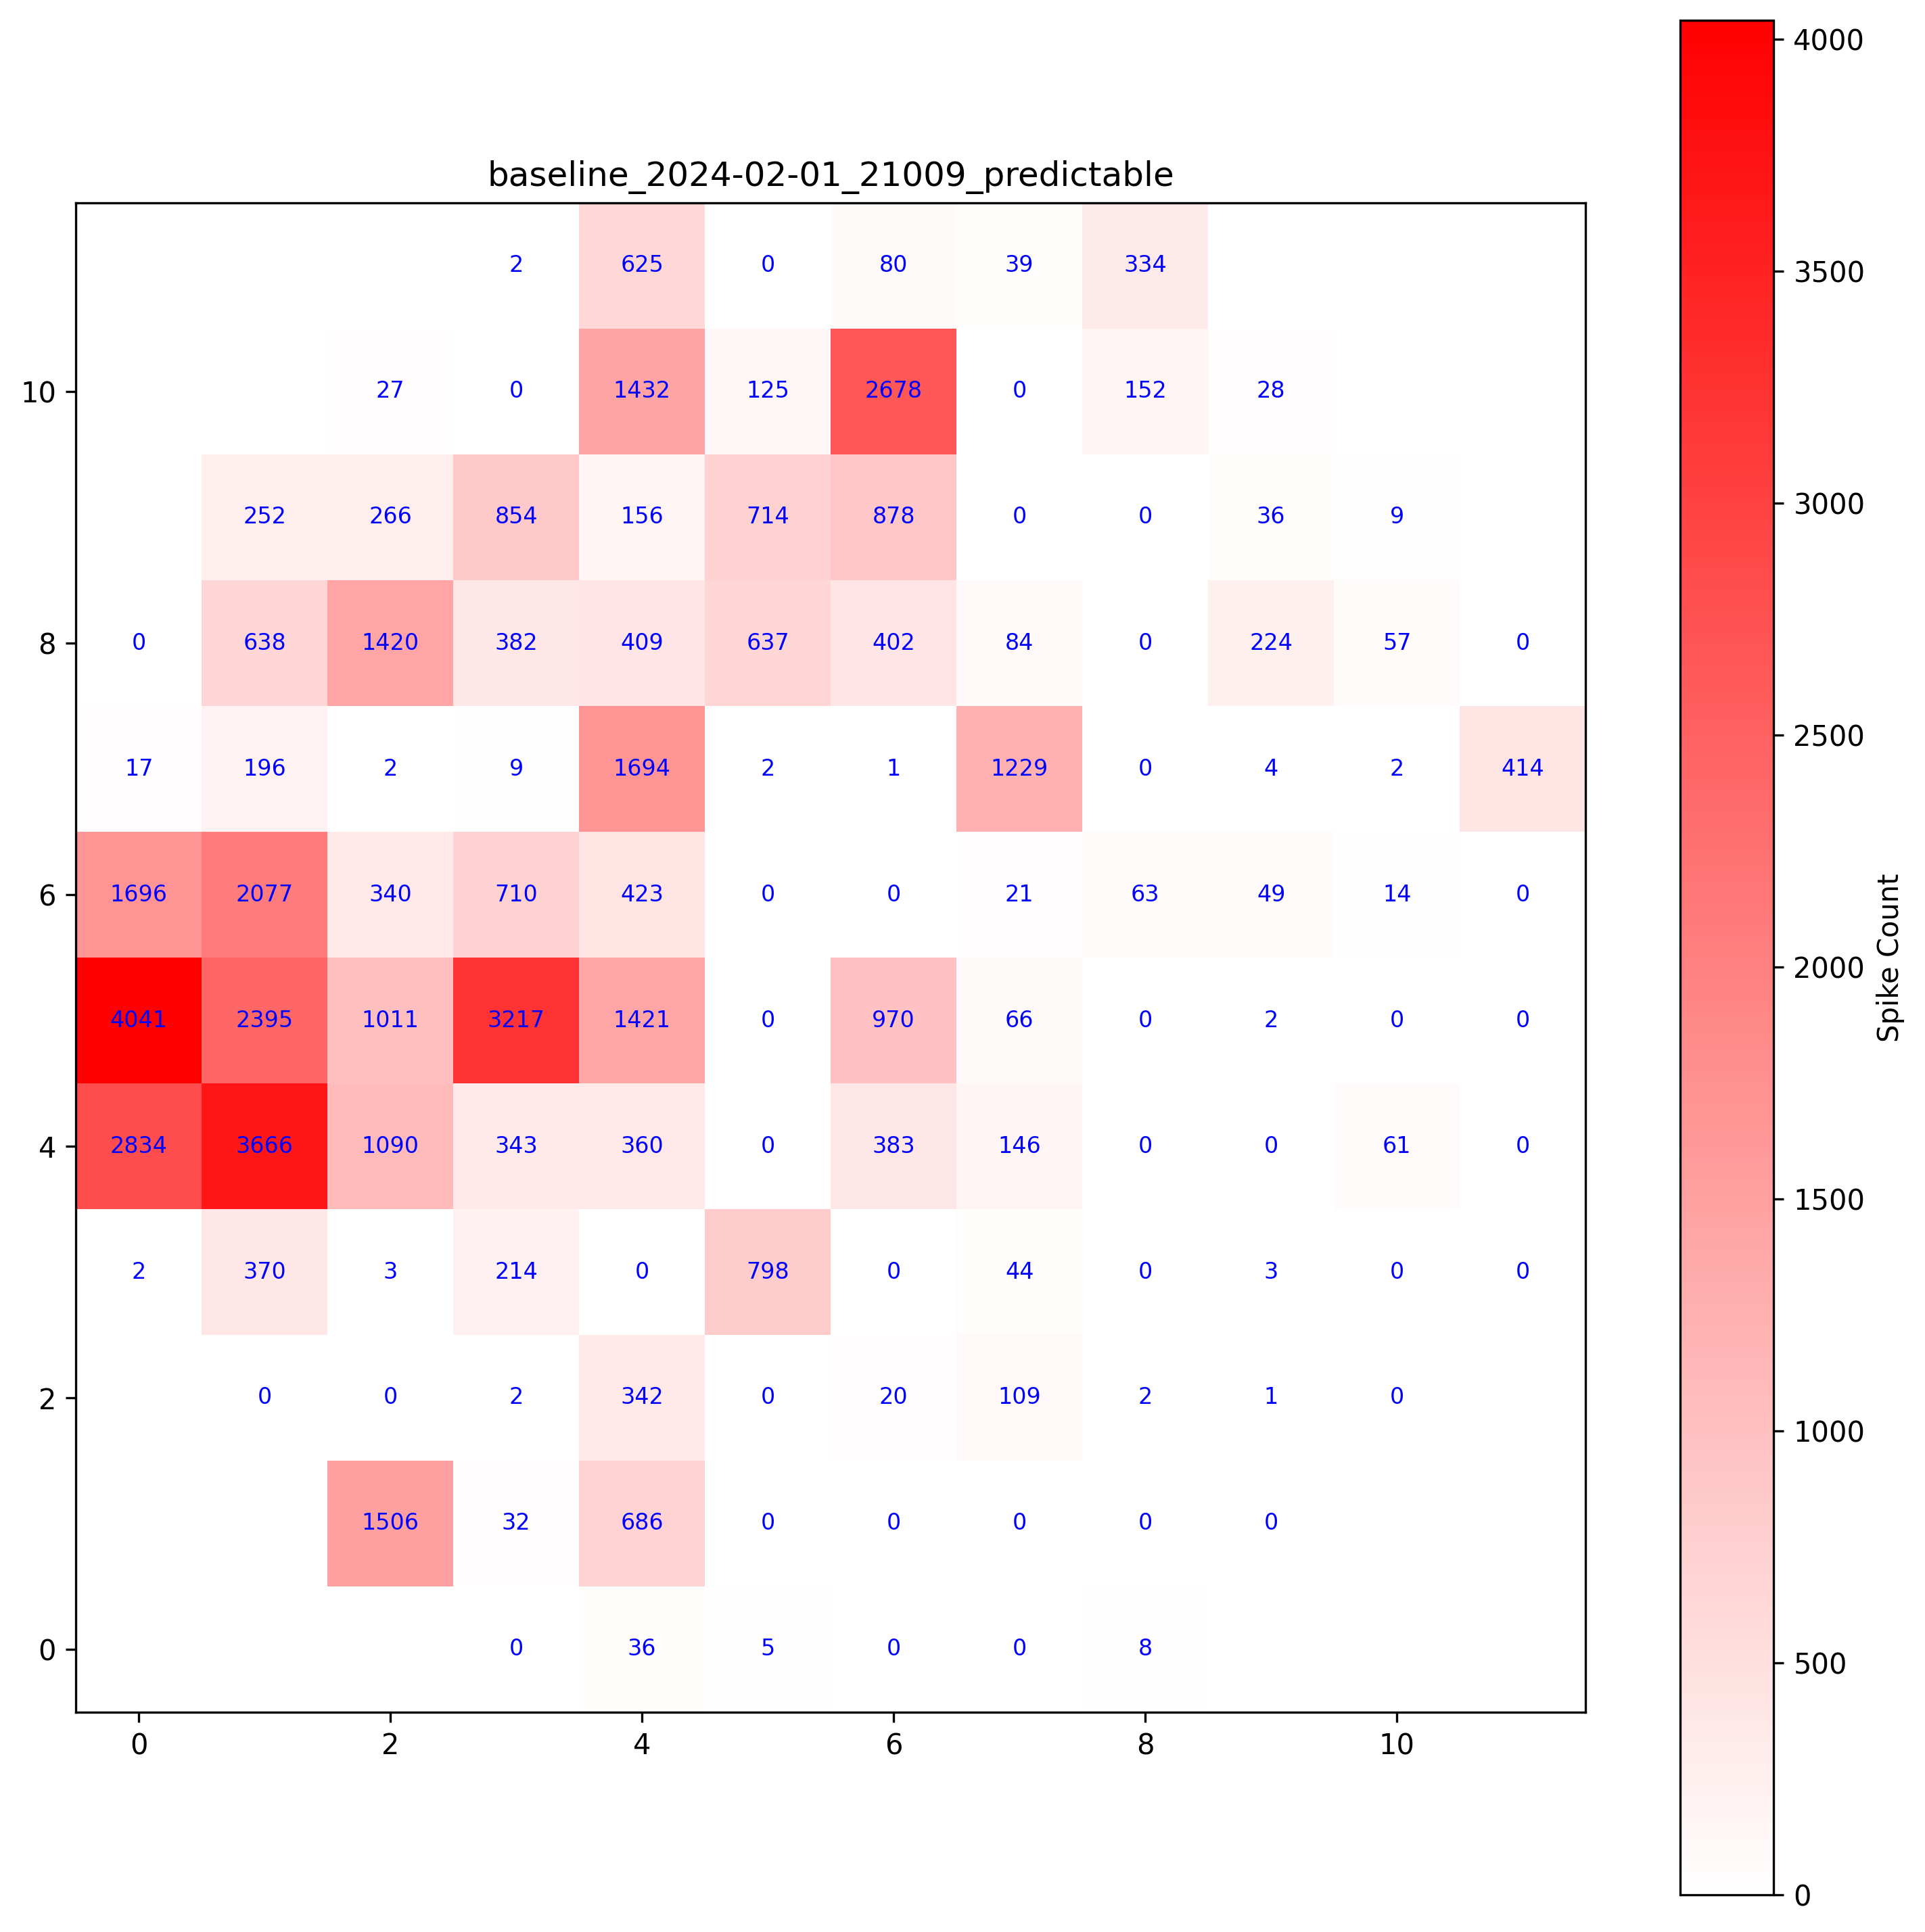 baseline_2024-02-01_21009_predictable
2 625 0 80 39 334
10 27 0 1432 125 2678 0 152 28
252 266 854 156 714 878 0 0 36 9
8 0 638 1420 382 409 637 402 84 0 224 57 0
17 196 2 9 1694 2 1 1229 0 4 2 414
6 1696 2077 340 710 423 0 0 21 63 49 14 0
4041 2395 1011 3217 1421 0 970 66 0 2 0 0
4 2834 3666 1090 343 360 0 383 146 0 0 61 0
2 370 3 214 0 798 0 44 0 3 0 0
2 0 0 2 342 0 20 109 2 1 0
1506 32 686 0 0 0 0 0
0 0 36 5 0 0 8
0 2 4 6 8 10
4000
3500
3000
2500
2000
1500
1000
500
0
Spike Count